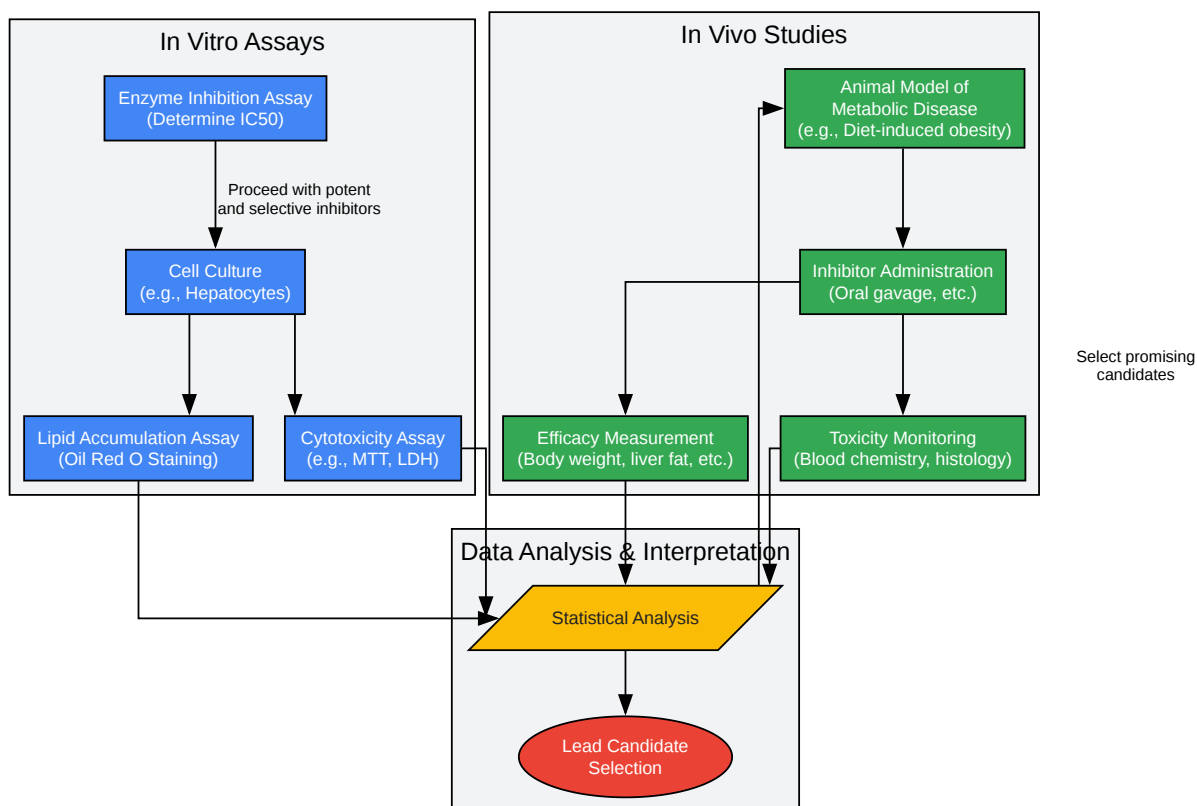 In Vitro Assays
Enzyme Inhibition Assay
(Determine IC50)
Proceed with potent
and selective inhibitors
Cell Culture
(e.g., Hepatocytes)
Lipid Accumulation Assay
(Oil Red O Staining)
Cytotoxicity Assay
(e.g., MTT, LDH)
In Vivo Studies
Animal Model of
Metabolic Disease
(e.g., Diet-induced obesity)
Inhibitor Administration
(Oral gavage, etc.)
Efficacy Measurement
(Body weight, liver fat, etc.)
Toxicity Monitoring
(Blood chemistry, histology)
Select promising
candidates
Data Analysis & Interpretation
Statistical Analysis
Lead Candidate
Selection